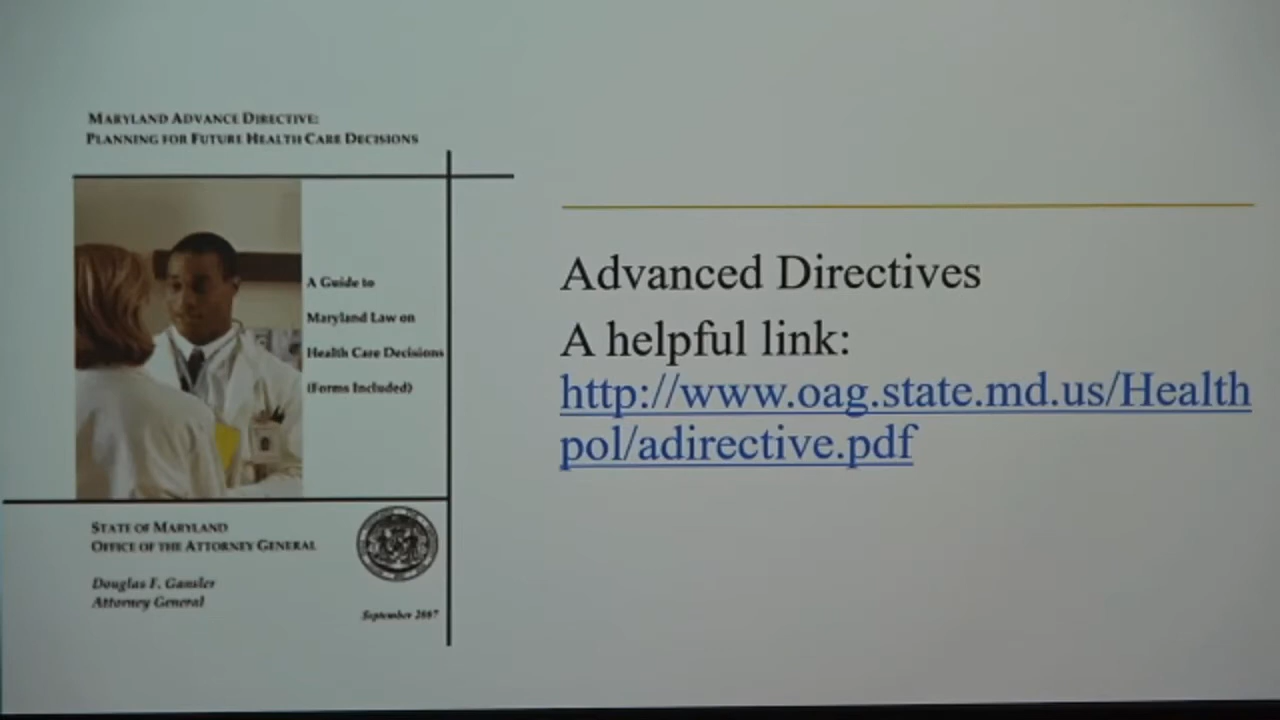 MARYLAND ADVANCE DIRECTIVE:
PLANNING FOR FUTURE HEALTH CARE DECISIONS
A Guide to
Maryland Law on
Health Care Decisions
(Forms Included)
STATE OF MARYLAND
OFFICE OF THE ATTORNEY GENERAL
Douglas F. Gansler
Attorney General
September 2007
Advanced Directives
A helpful link:
http://www.oag.state.md.us/Health
pol/adirective.pdf